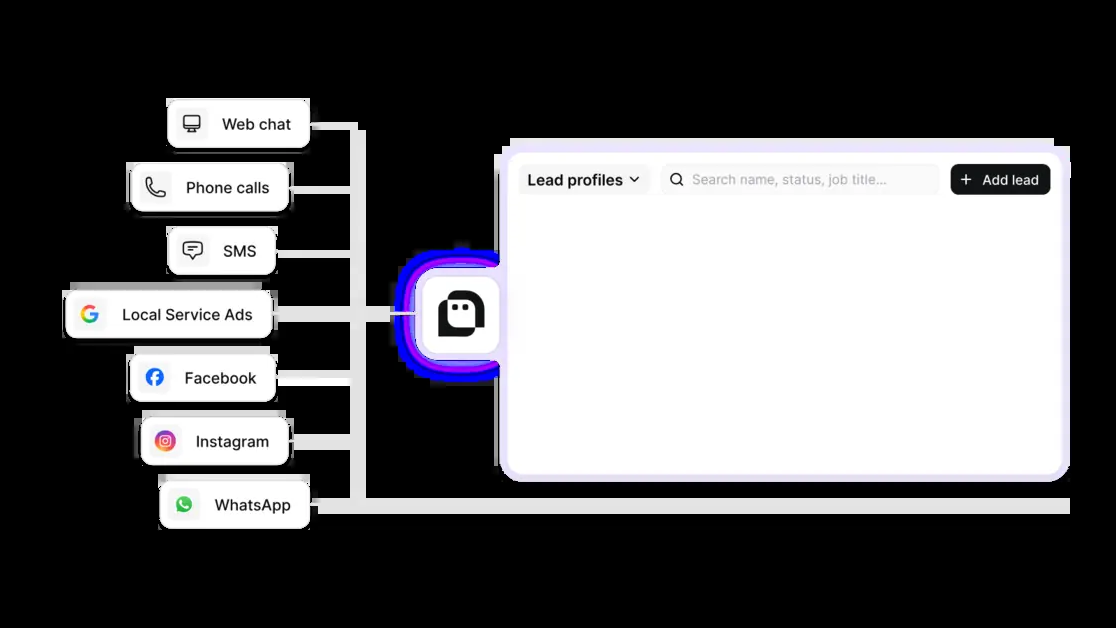 Web chat
Phone calls
SMS
Local Service Ads
Facebook
Instagram
WhatsApp
Lead profiles
Search name, status, job title...
+ Add lead